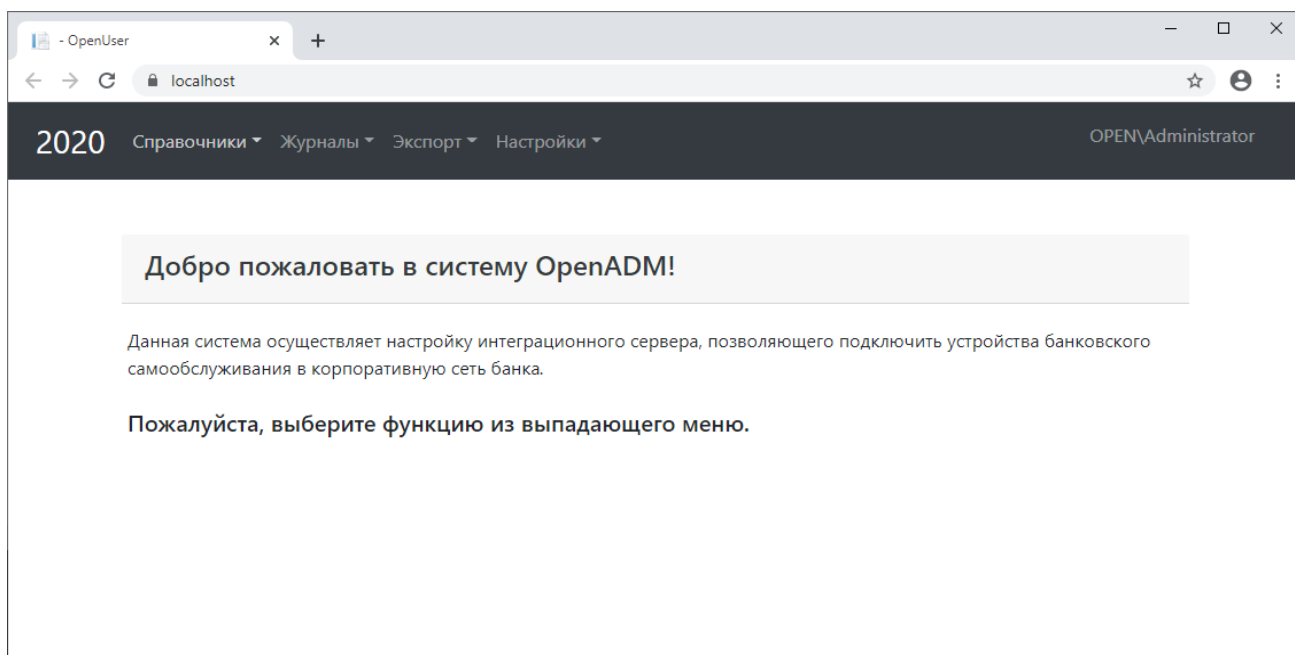 - OpenUser
localhost
2020 Справочники Журналы Экспорт Настройки OPEN\Administrator
Добро пожаловать в систему OpenADM!
Данная система осуществляет настройку интеграционного сервера, позволяющего подключить устройства банковского
самообслуживания в корпоративную сеть банка.
Пожалуйста, выберите функцию из выпадающего меню.